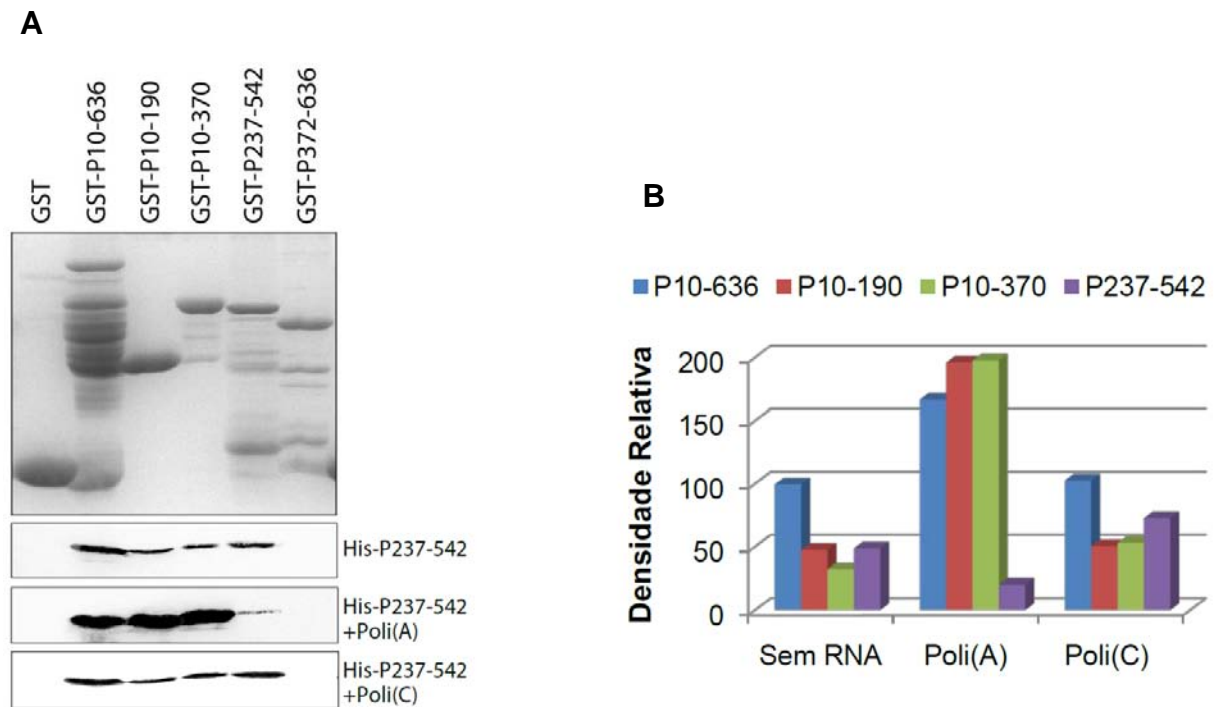 A
GST
GST-P10-636
GST-P10-190
GST-P10-370
GST-P237-542
GST-P372-636
His-P237-542
His-P237-542
+Poli(A)
His-P237-542
+Poli(C)
B
P10-636 P10-190 P10-370 P237-542
Densidade Relativa
200
150
100
50
0
Sem RNA Poli(A) Poli(C)